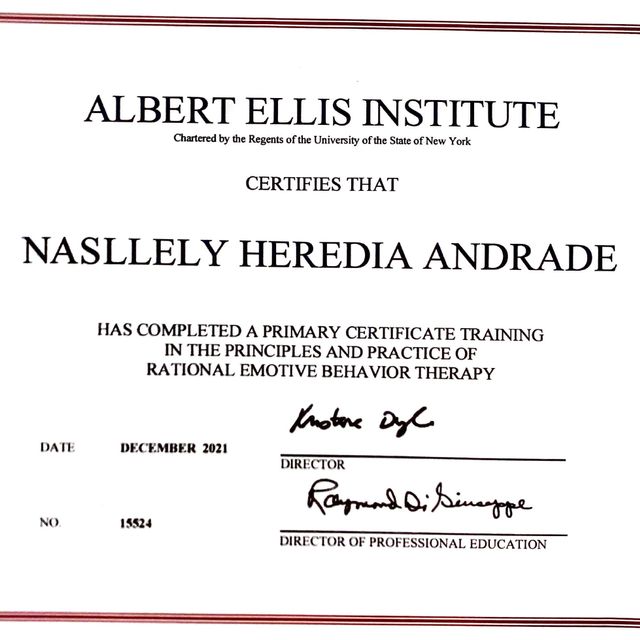 ALBERT ELLIS INSTITUTE
Chartered by the Regents of the University of the State of New York
CERTIFIES THAT
NASLLELY HEREDIA ANDRADE
HAS COMPLETED A PRIMARY CERTIFICATE TRAINING
IN THE PRINCIPLES AND PRACTICE OF
RATIONAL EMOTIVE BEHAVIOR THERAPY
DATE DECEMBER 2021
DIRECTOR
Raymond DiGiuseppe
NO. 15524
DIRECTOR OF PROFESSIONAL EDUCATION